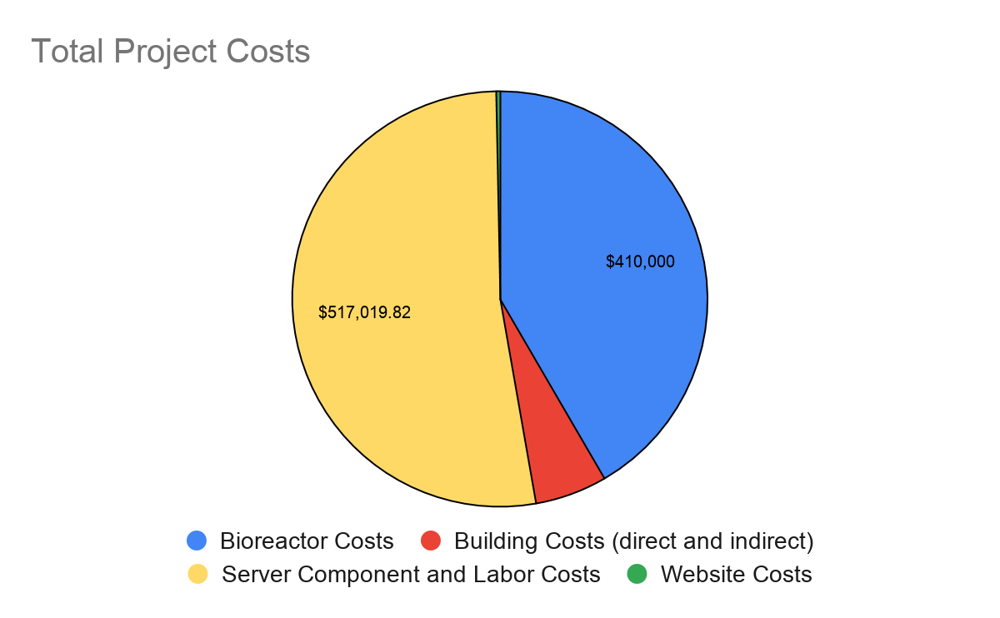 Total Project Costs
$410,000
$517,019.82
Bioreactor Costs
Building Costs (direct and indirect)
Server Component and Labor Costs
Website Costs